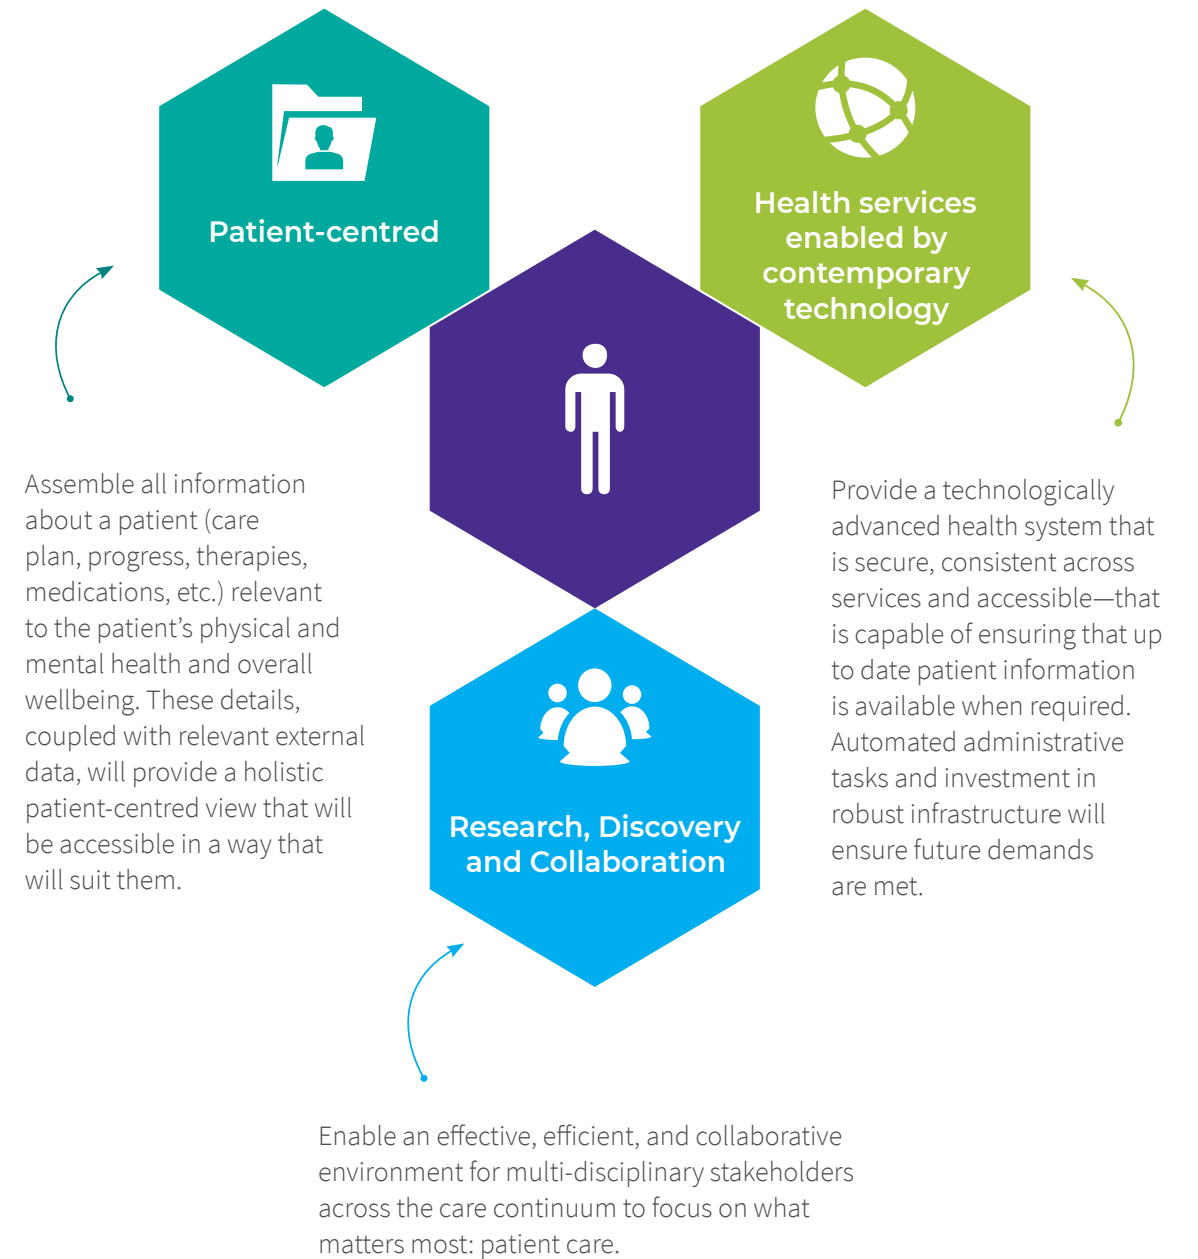 Patient-centred
Health services
enabled by
contemporary
technology
Assemble all information
about a patient (care
plan, progress, therapies,
medications, etc.) relevant
to the patient’s physical and
mental health and overall
wellbeing. These details,
coupled with relevant external
data, will provide a holistic
patient-centred view that will
be accessible in a way that
will suit them.
Provide a technologically
advanced health system that
is secure, consistent across
services and accessible—that
is capable of ensuring that up
to date patient information
is available when required.
Automated administrative
tasks and investment in
robust infrastructure will
ensure future demands
are met.
Research, Discovery
and Collaboration
Enable an effective, efficient, and collaborative
environment for multi-disciplinary stakeholders
across the care continuum to focus on what
matters most: patient care.